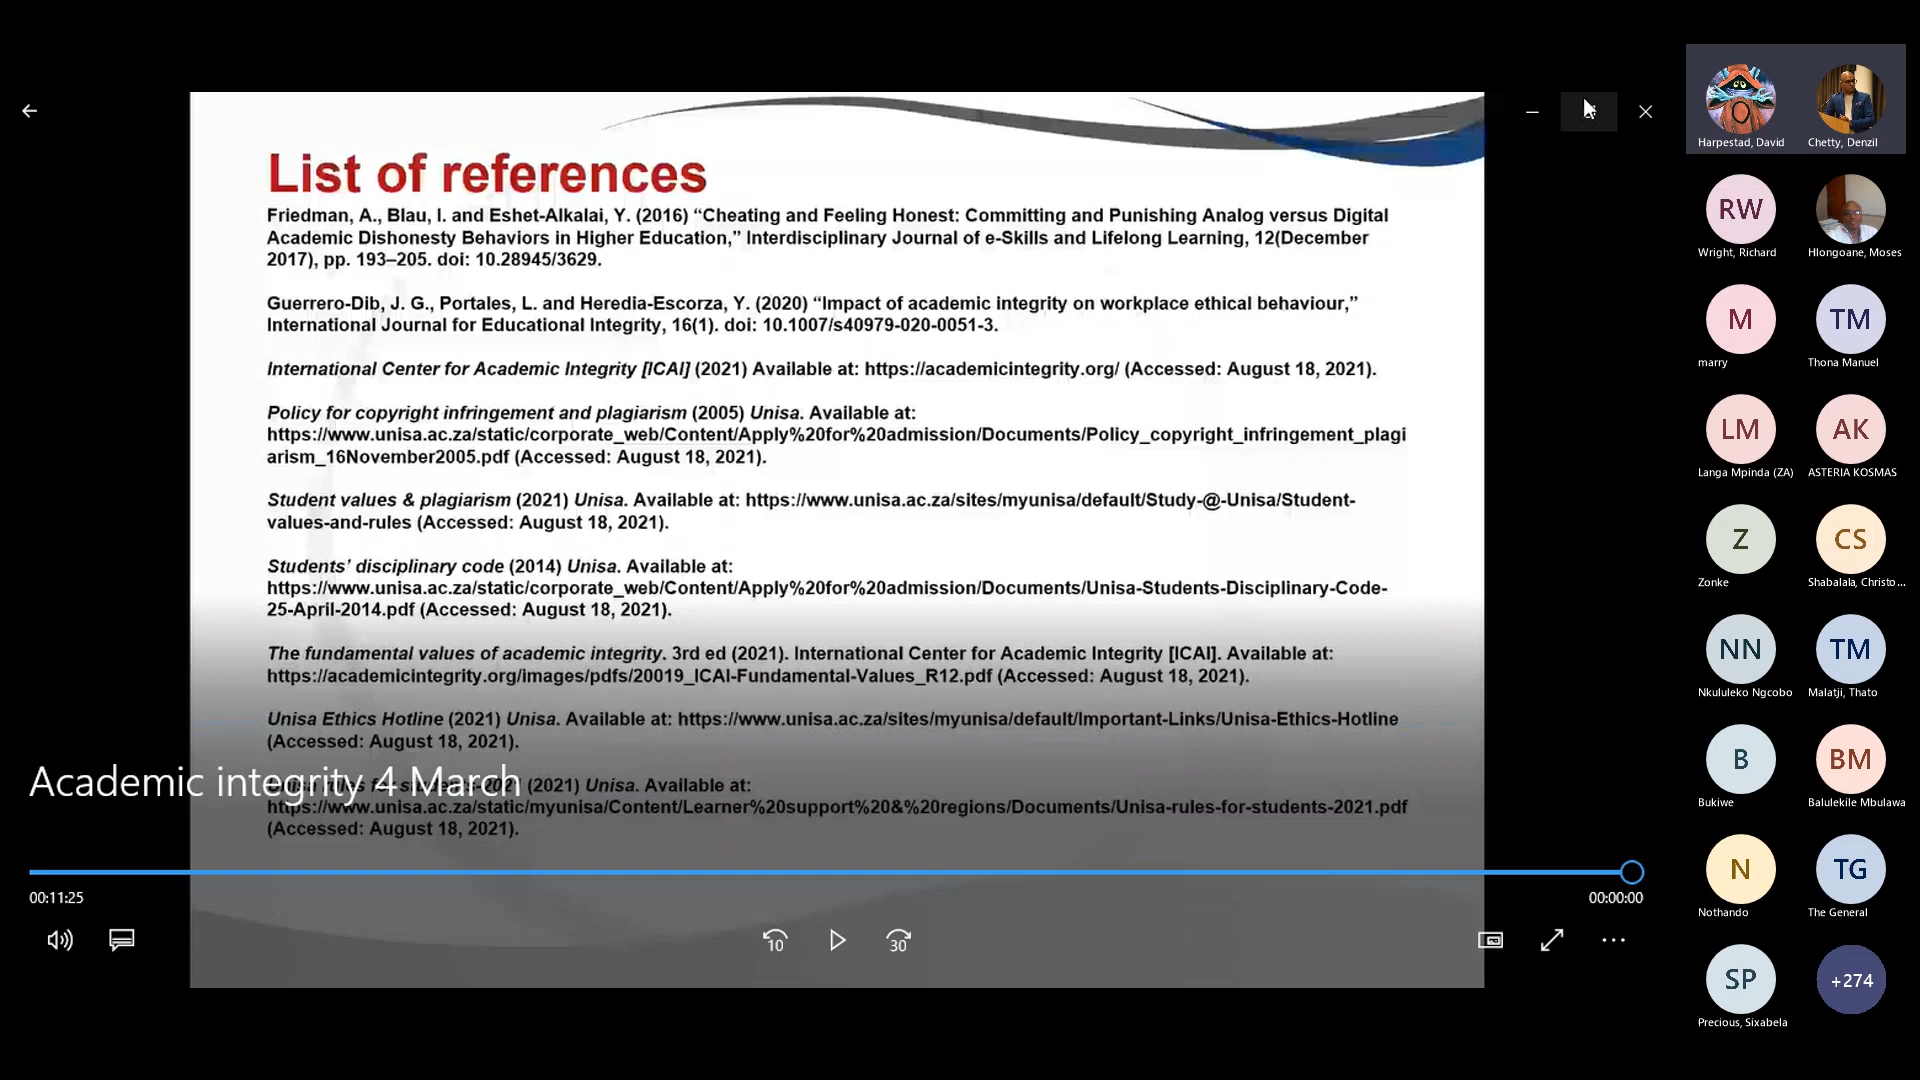 List of references
Friedman, A., Blau, I. and Eshet-Alkalai, Y. (2016) “Cheating and Feeling Honest: Committing and Punishing Analog versus Digital
Academic Dishonesty Behaviors in Higher Education,” Interdisciplinary Journal of e-Skills and Lifelong Learning, 12(December
2017), pp. 193–205. doi: 10.28945/3629.
Guerrero-Dib, J. G., Portales, L. and Heredia-Escorza, Y. (2020) “Impact of academic integrity on workplace ethical behaviour,”
International Journal for Educational Integrity, 16(1). doi: 10.1007/s40979-020-0051-3.
International Center for Academic Integrity [ICAI] (2021) Available at: https://academicintegrity.org/ (Accessed: August 18, 2021).
Policy for copyright infringement and plagiarism (2005) Unisa. Available at:
https://www.unisa.ac.za/static/corporate_web/Content/Apply%20for%20admission/Documents/Policy_copyright_infringement_plagi
arism_16November2005.pdf (Accessed: August 18, 2021).
Student values & plagiarism (2021) Unisa. Available at: https://www.unisa.ac.za/sites/myunisa/default/Study-@-Unisa/Student-
values-and-rules (Accessed: August 18, 2021).
Students’ disciplinary code (2014) Unisa. Available at:
https://www.unisa.ac.za/static/corporate_web/Content/Apply%20for%20admission/Documents/Unisa-Students-Disciplinary-Code-
25-April-2014.pdf (Accessed: August 18, 2021).
The fundamental values of academic integrity. 3rd ed (2021). International Center for Academic Integrity [ICAI]. Available at:
https://academicintegrity.org/images/pdfs/20019_ICAI-Fundamental-Values_R12.pdf (Accessed: August 18, 2021).
Unisa Ethics Hotline (2021) Unisa. Available at: https://www.unisa.ac.za/sites/myunisa/default/Important-Links/Unisa-Ethics-Hotline
(Accessed: August 18, 2021).
(2021) Unisa. Available at:
https://www.unisa.ac.za/static/myunisa/Content/Learner%20support%20&%20regions/Documents/Unisa-rules-for-students-2021.pdf
(Accessed: August 18, 2021).
Academic integrity 4 March
00:11:25
00:00:00
10
30
Harpestad, David
Chetty, Denzil
RW
Wright, Richard
Hlongoane, Moses
M
marry
TM
Thona Manuel
LM
Langa Mpinda (ZA)
AK
ASTERIA KOSMAS
Z
Zonke
CS
Shabalala, Christo...
NN
Nkululeko Ngcobo
TM
Malatji, Thato
B
Bukiwe
BM
Balulekile Mbulawa
N
Nothando
TG
The General
SP
Precious, Sixabela
+274